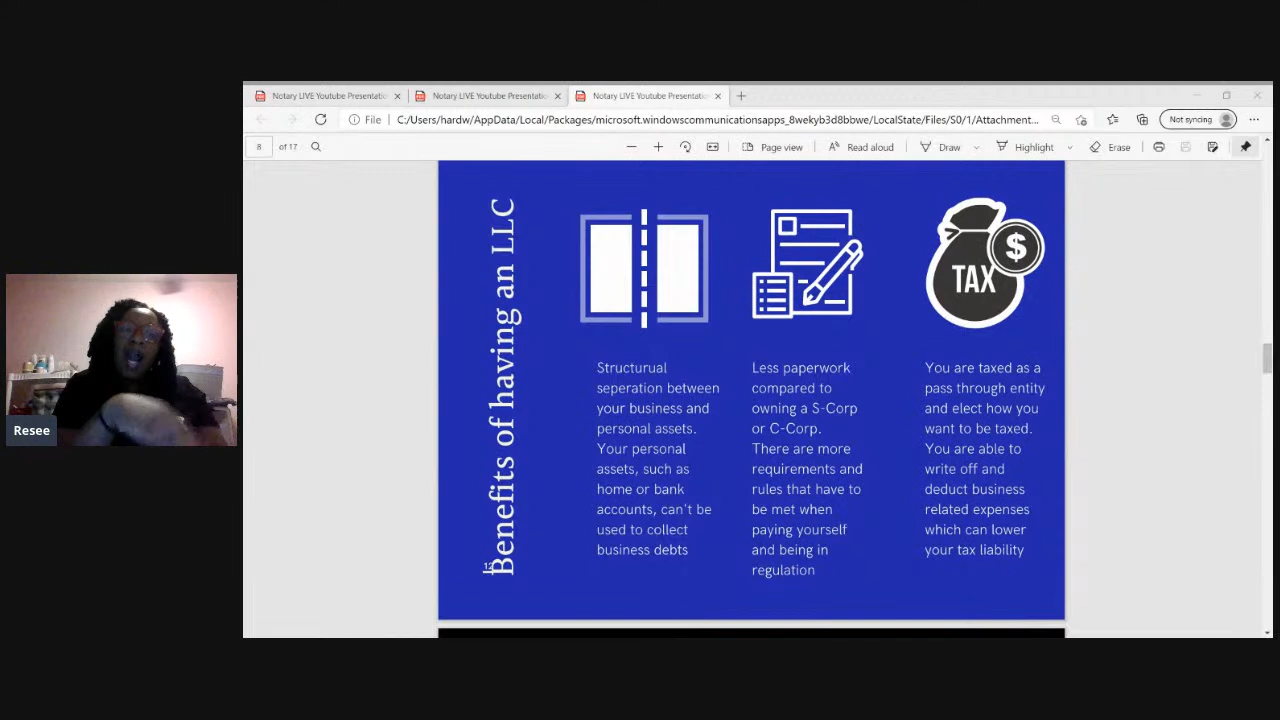 Notary LIVE Youtube Presentatio
Notary LIVE Youtube Presentatio
Notary LIVE Youtube Presentatio
File
C:/Users/hardw/AppData/Local/Packages/microsoft.windowscommunicationsapps_8wekyb3d8bbwe/LocalState/Files/S0/1/Attachment...
Not syncing
8 of 17
Page view
Read aloud
Draw
Highlight
Erase
Benefits of having an LLC
12
Structurual
seperation between
your business and
personal assets.
Your personal
assets, such as
home or bank
accounts, can't be
used to collect
business debts
Less paperwork
compared to
owning a S-Corp
or C-Corp.
There are more
requirements and
rules that have to
be met when
paying yourself
and being in
regulation
TAX
$
You are taxed as a
pass through entity
and elect how you
want to be taxed.
You are able to
write off and
deduct business
related expenses
which can lower
your tax liability
Resee